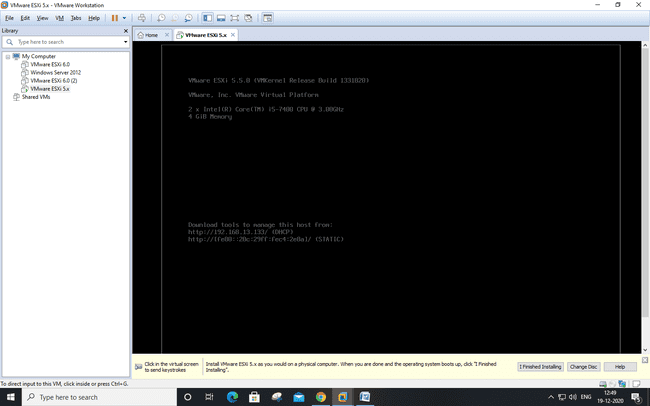 VMware ESXi 5.x - VMware Workstation
File Edit View VM Tabs Help
Library
Type here to search
My Computer
VMware ESXi 6.0
Windows Server 2012
VMware ESXi 6.0 (2)
VMware ESXi 5.x
Shared VMs
Home
VMware ESXi 5.x
VMware ESXi 5.5.0 (VMKernel Release Build 1331820)
VMware, Inc. VMware Virtual Platform
2 x Intel(R) Core(TM) i5-7400 CPU @ 3.00GHz
4 GiB Memory
Download tools to manage this host from:
http://192.168.13.133/ (DHCP)
http://[fe80::20c:29ff:fec4:2e0a]/ (STATIC)
Click in the virtual screen
to send keystrokes
Install VMware ESXi 5.x as you would on a physical computer. When you are done and the operating system boots up, click "I Finished
Installing".
I Finished Installing
Change Disc
Help
To direct input to this VM, click inside or press Ctrl+G.
Type here to search
ENG
12:49
19-12-2020